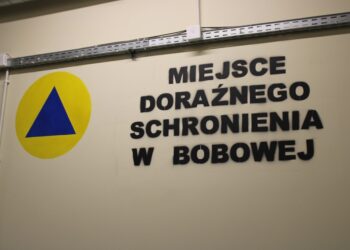 MIEJSCE
DORAŹNEGO
SCHRONIENIA
W BOBOWEJ